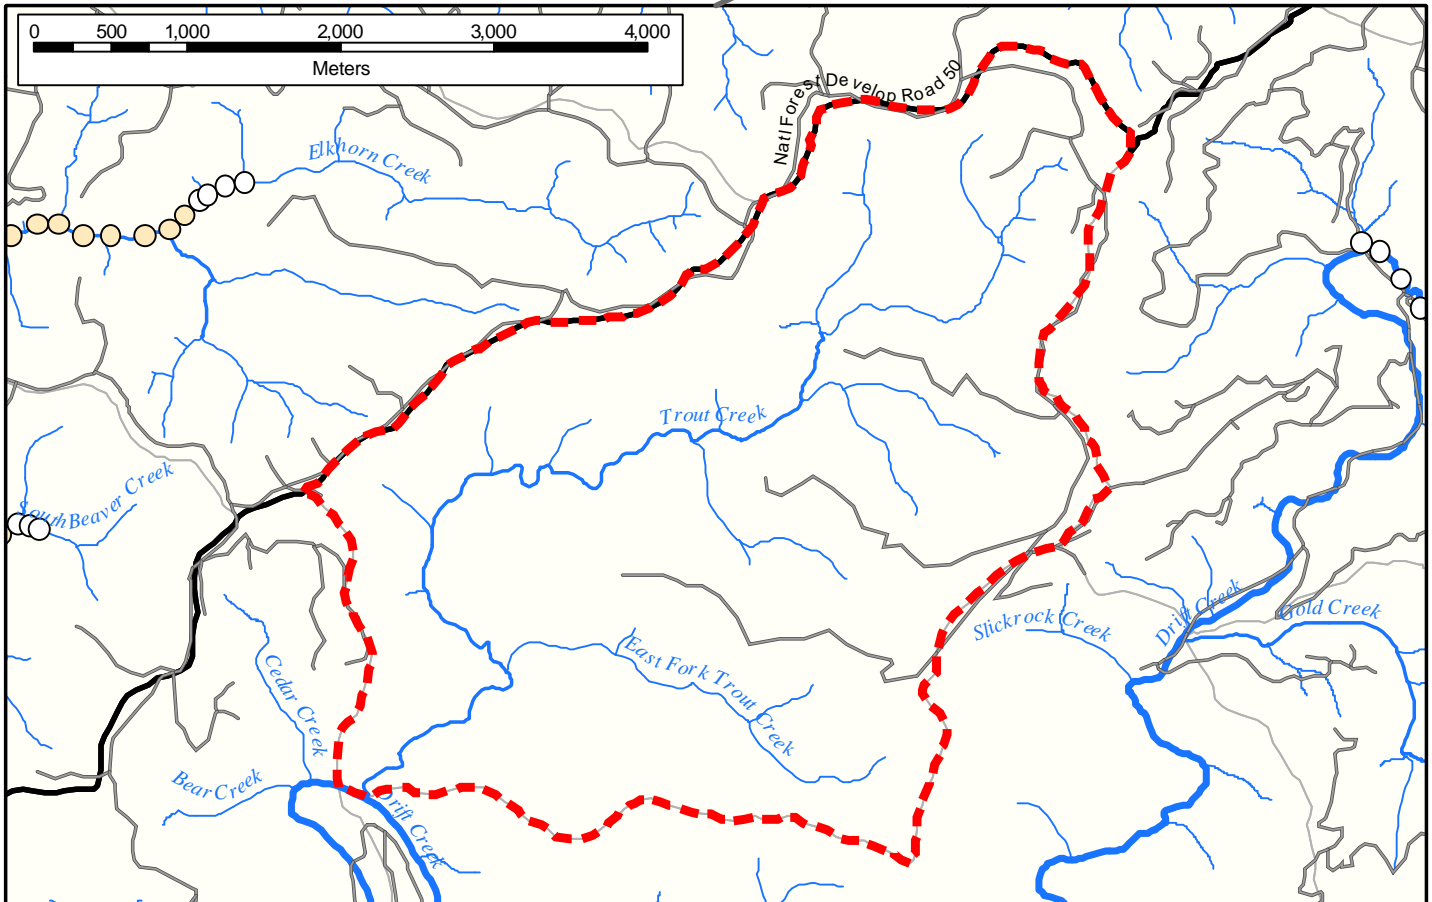 0 500 1,000 2,000 3,000 4,000
Meters
Natl Forest Develop Road 50
Elkhorn Creek
Trout Creek
South Beaver Creek
Drift Creek
Gold Creek
Slickrock Creek
East Fork Trout Creek
Cedar Creek
Bear Creek
Drift Creek